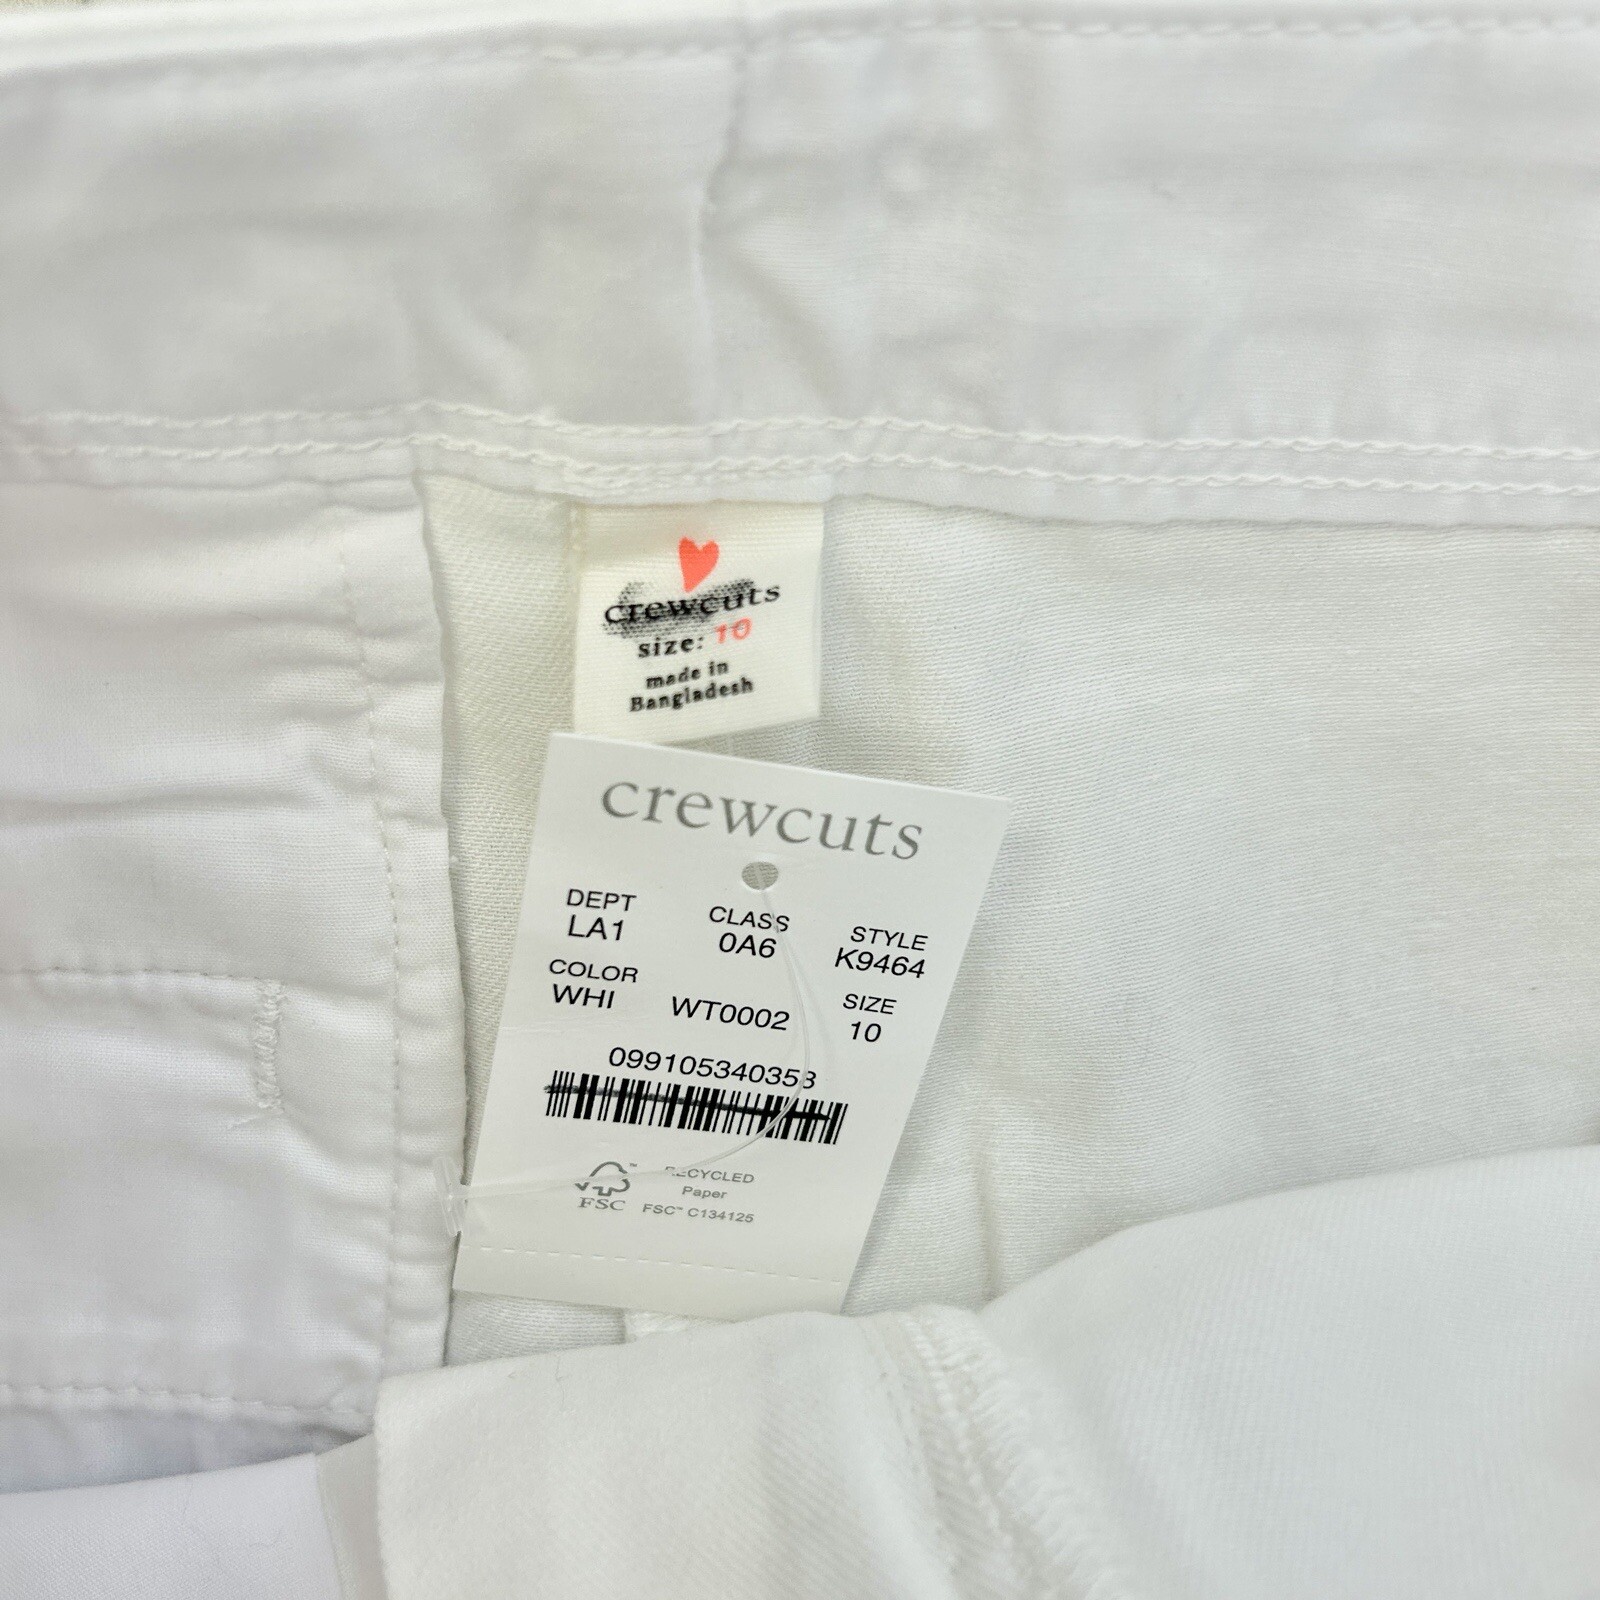 crewcuts
size: 10
made in
Bangladesh
crewcuts
DEPT CLASS STYLE
LA1 0A6 K9464
COLOR SIZE
WHI WT0002 10
099105340358
RECYCLED
Paper
FSC™ FSC™ C134125